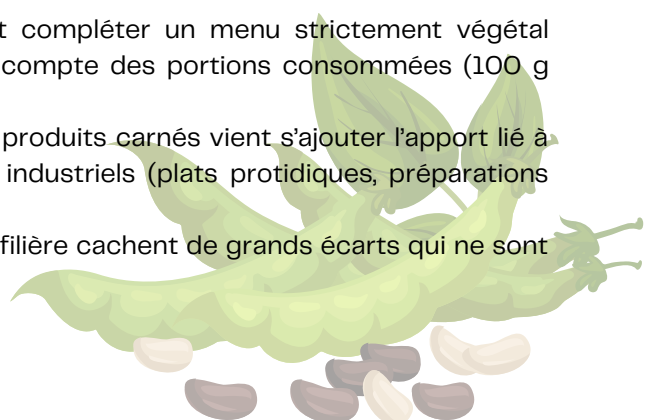 t compléter un menu strictement végétal
compte des portions consommées (100 g
produits carnés vient s’ajouter l’apport lié à
industriels (plats protidiques, préparations
filière cachent de grands écarts qui ne sont